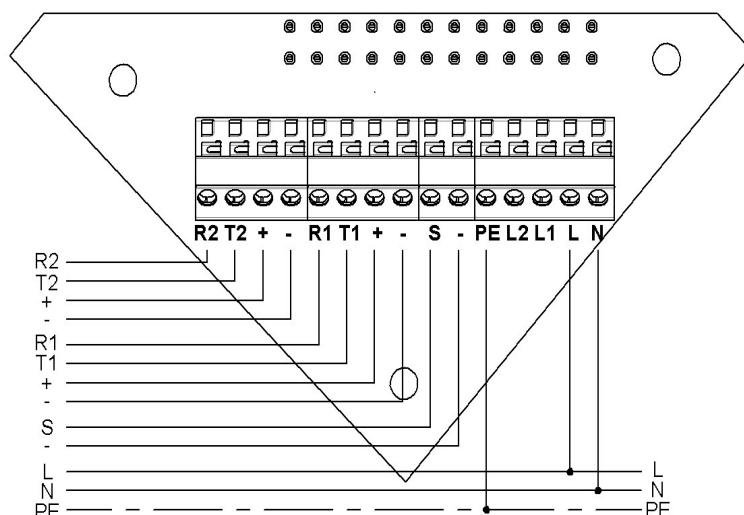 R2 T2 + - R1 T1 + - S - PE L2 L1 L N
R2
T2
+
-
R1
T1
+
-
S
-
L L
N N
PE PE